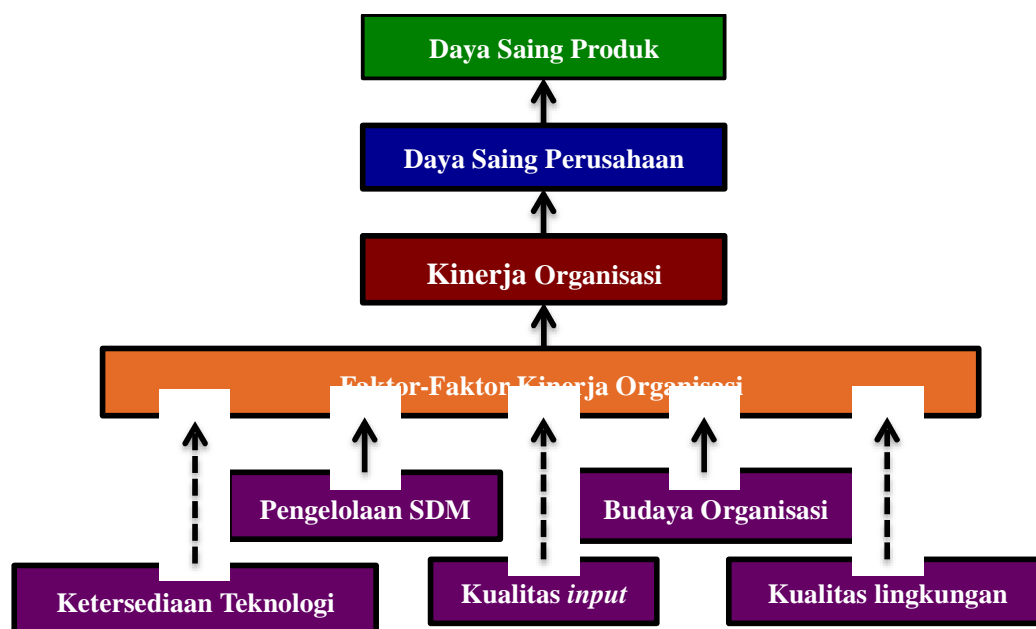 Daya Saing Produk
Daya Saing Perusahaan
Kinerja Organisasi
Faktor-Faktor Kinerja Organisasi
Pengelolaan SDM
Budaya Organisasi
Ketersediaan Teknologi
Kualitas input
Kualitas lingkungan